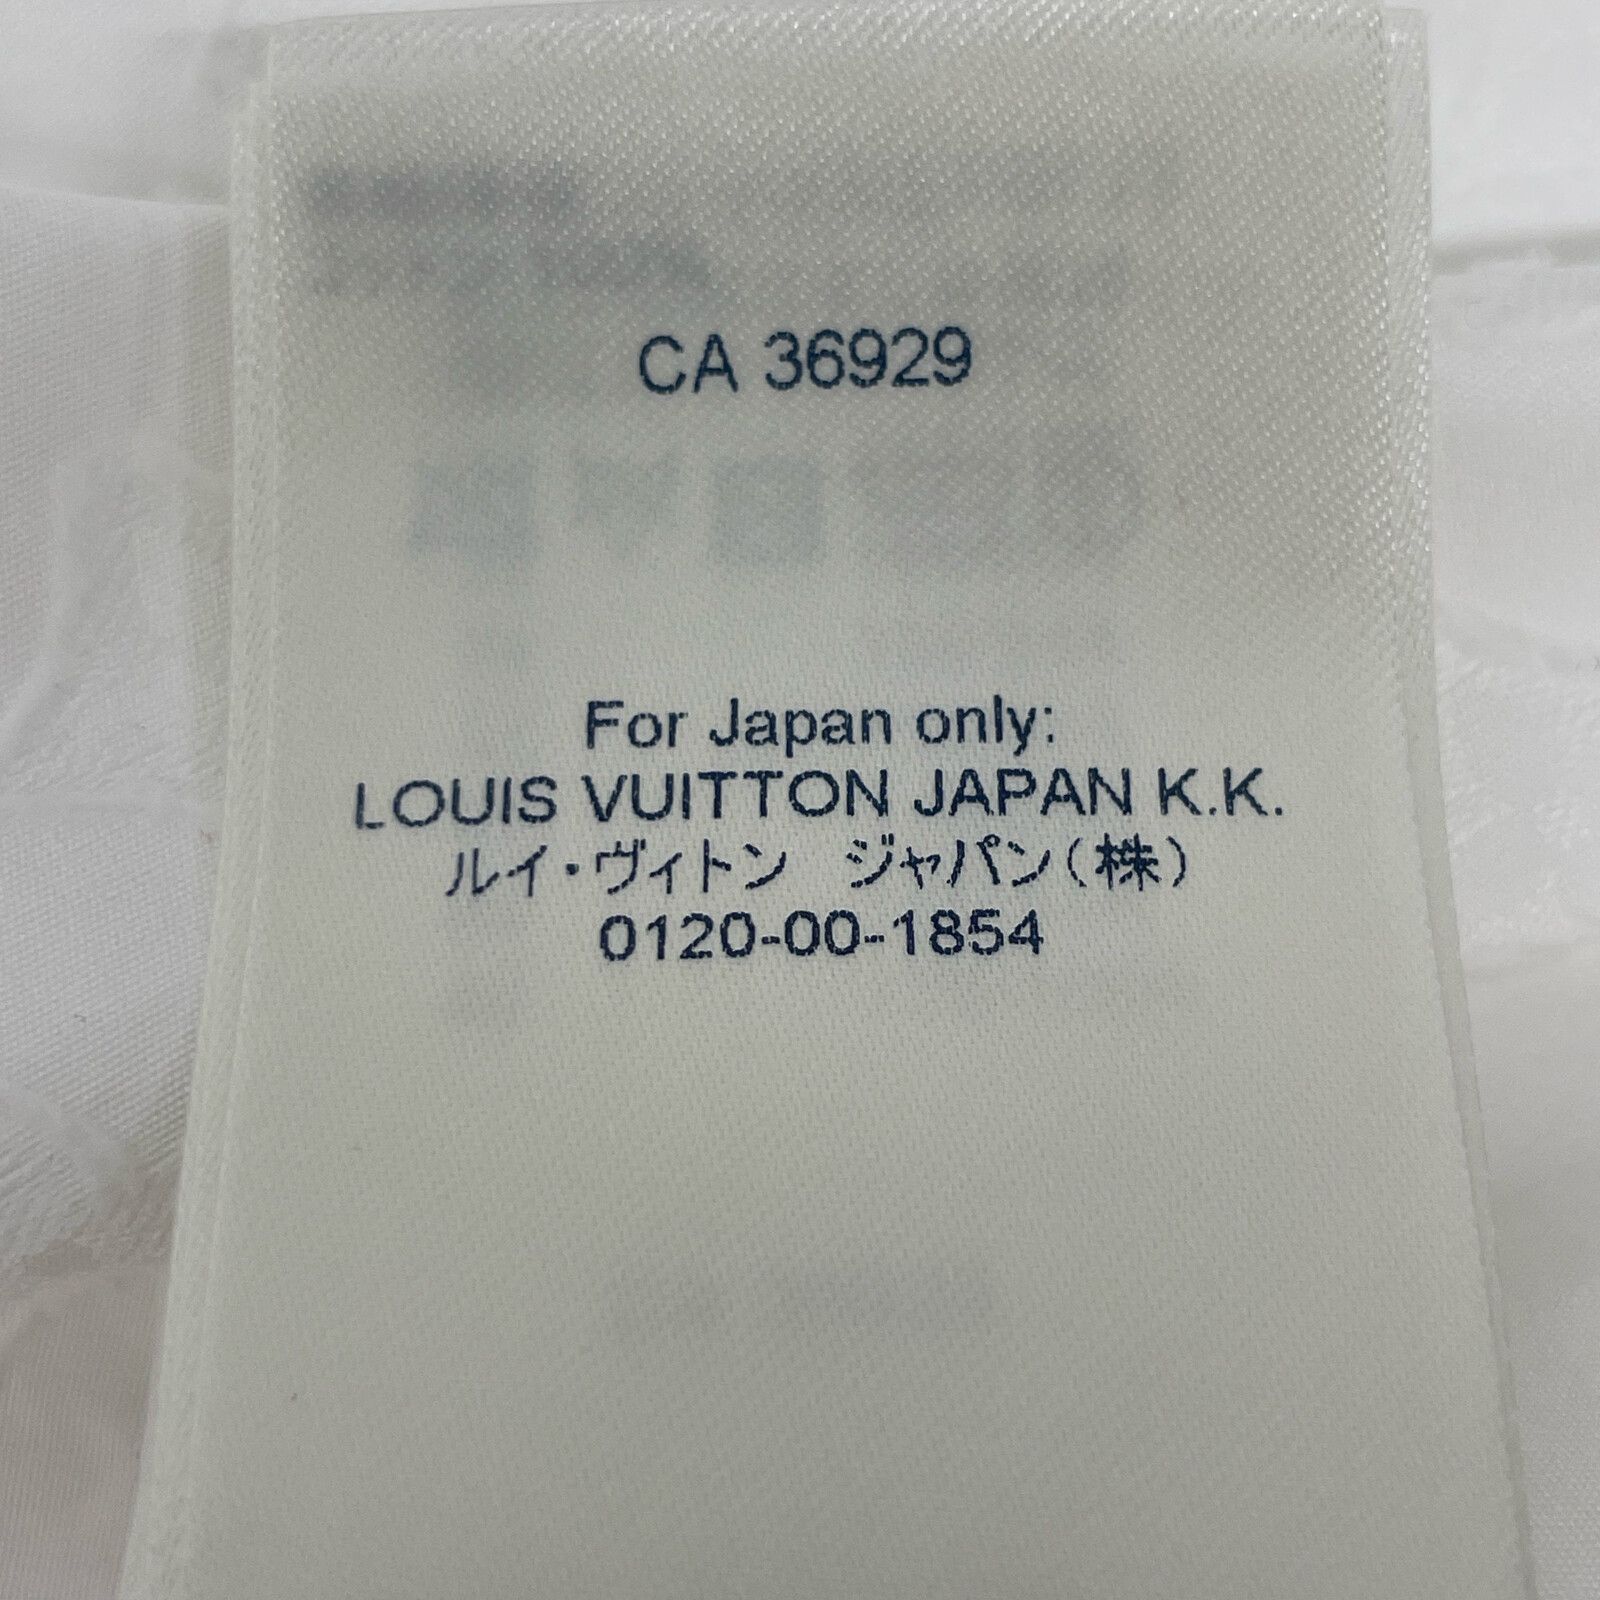 CA 36929
For Japan only:
LOUIS VUITTON JAPAN K.K.
ルイ・ヴィトン　ジャパン(株)
0120-00-1854